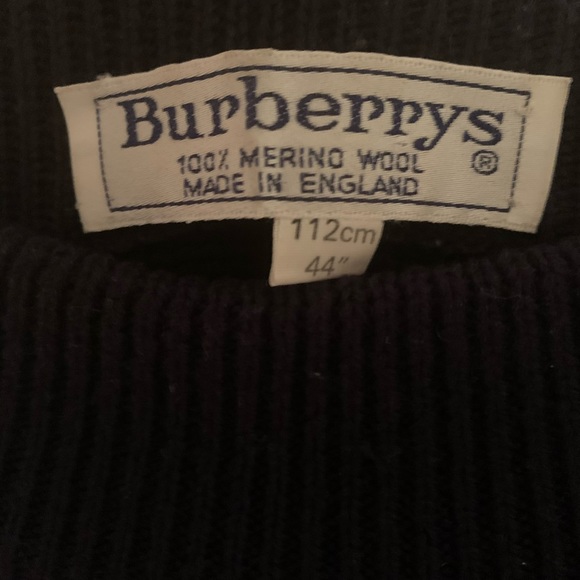 Burberrys
100% MERINO WOOL ®
MADE IN ENGLAND
112cm
44"